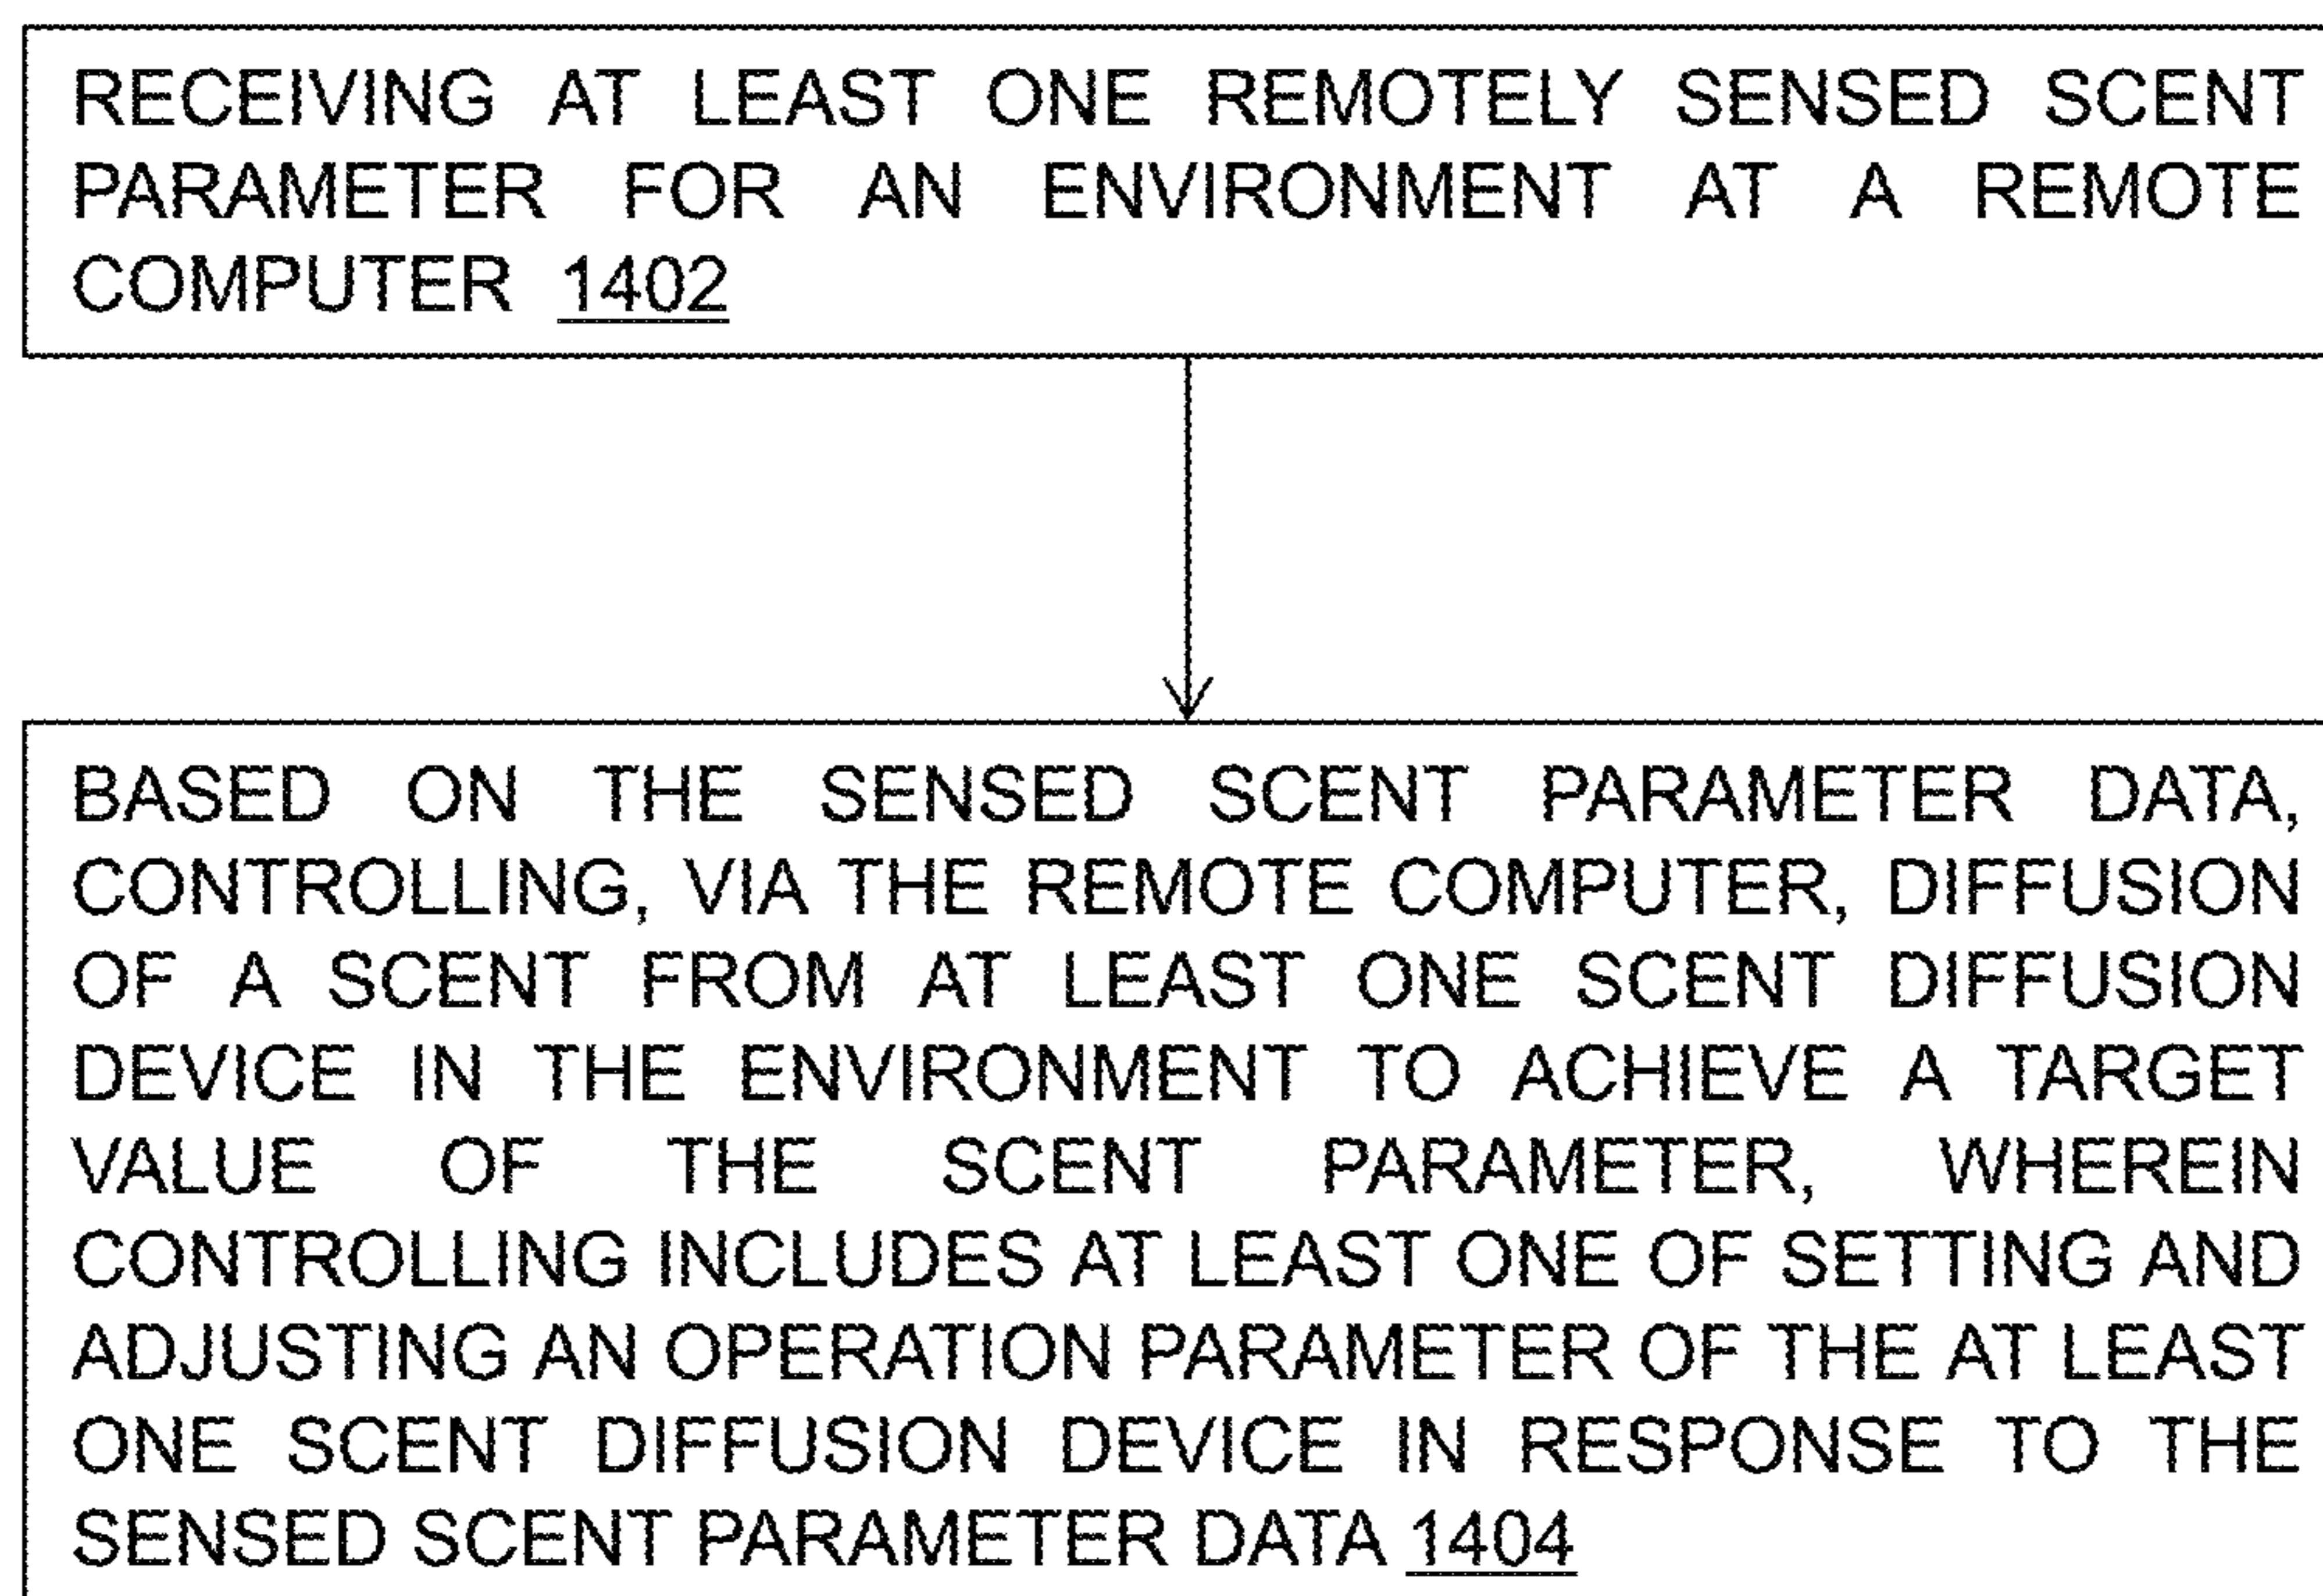 RECEIVING AT LEAST ONE REMOTELY SENSED SCENT
PARAMETER FOR AN ENVIRONMENT AT A REMOTE
COMPUTER 1402
BASED ON THE SENSED SCENT PARAMETER DATA,
CONTROLLING, VIA THE REMOTE COMPUTER, DIFFUSION
OF A SCENT FROM AT LEAST ONE SCENT DIFFUSION
DEVICE IN THE ENVIRONMENT TO ACHIEVE A TARGET
VALUE OF THE SCENT PARAMETER, WHEREIN
CONTROLLING INCLUDES AT LEAST ONE OF SETTING AND
ADJUSTING AN OPERATION PARAMETER OF THE AT LEAST
ONE SCENT DIFFUSION DEVICE IN RESPONSE TO THE
SENSED SCENT PARAMETER DATA 1404